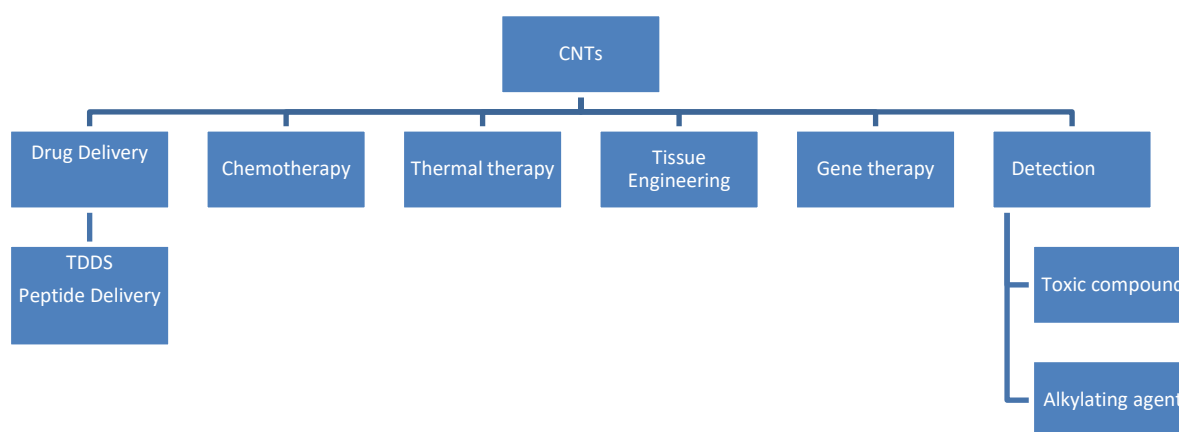 CNTs
Drug Delivery
Chemotherapy
Thermal therapy
Tissue
Engineering
Gene therapy
Detection
TDDS
Peptide Delivery
Toxic compound
Alkylating agent